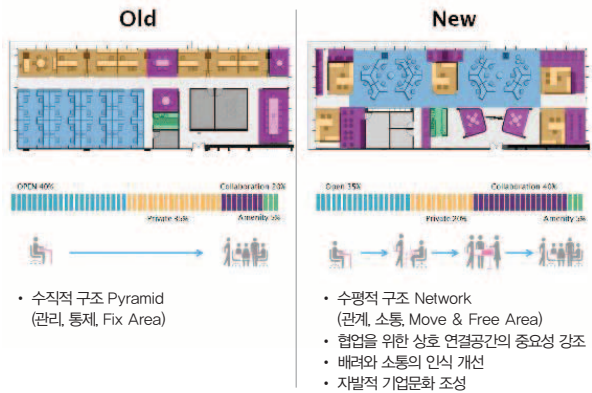 Old
New
OPEN 40%
Collaboration 20%
Private 35%
Amenity 5%
Open 35%
Collaboration 40%
Private 20%
Amenity 5%
• 수직적 구조 Pyramid
(관리, 통제, Fix Area)
• 수평적 구조 Network
(관계, 소통, Move & Free Area)
• 협업을 위한 상호 연결공간의 중요성 강조
• 배려와 소통의 인식 개선
• 자발적 기업문화 조성